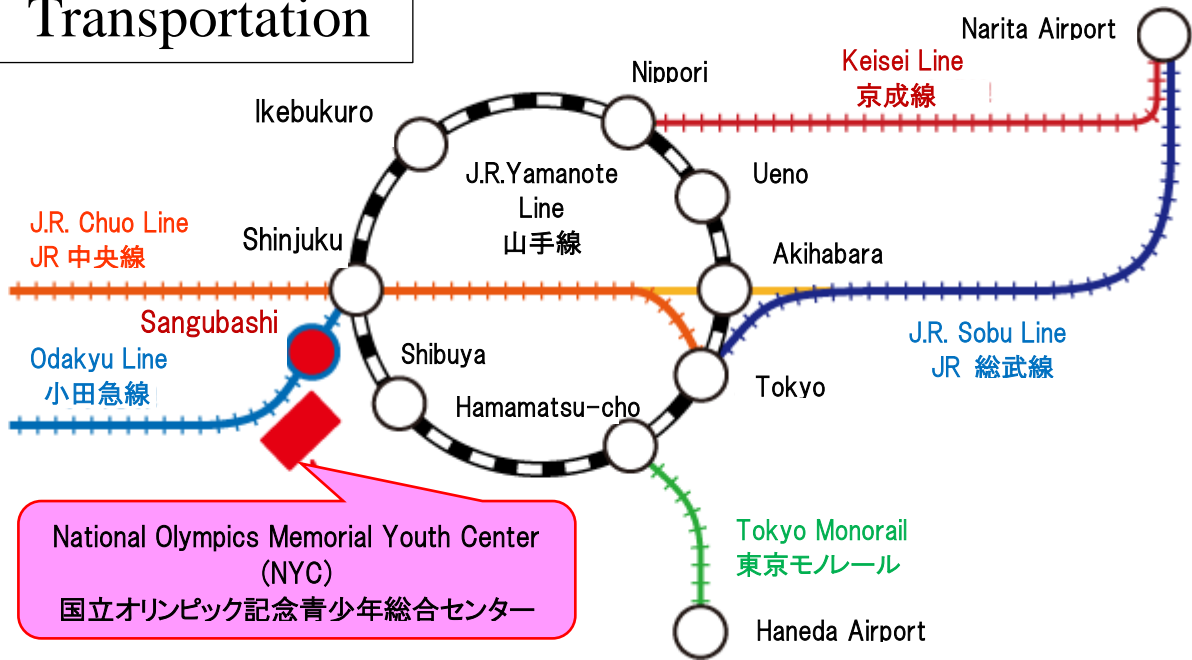 Transportation
Narita Airport
Keisei Line
京成線
Nippori
Ikebukuro
J.R.Yamanote
Line
山手線
Ueno
J.R. Chuo Line
JR 中央線
Shinjuku
Akihabara
Sangubashi
Odakyu Line
小田急線
Shibuya
J.R. Sobu Line
JR 総武線
Tokyo
Hamamatsu-cho
National Olympics Memorial Youth Center
(NYC)
国立オリンピック記念青少年総合センター
Tokyo Monorail
東京モノレール
Haneda Airport